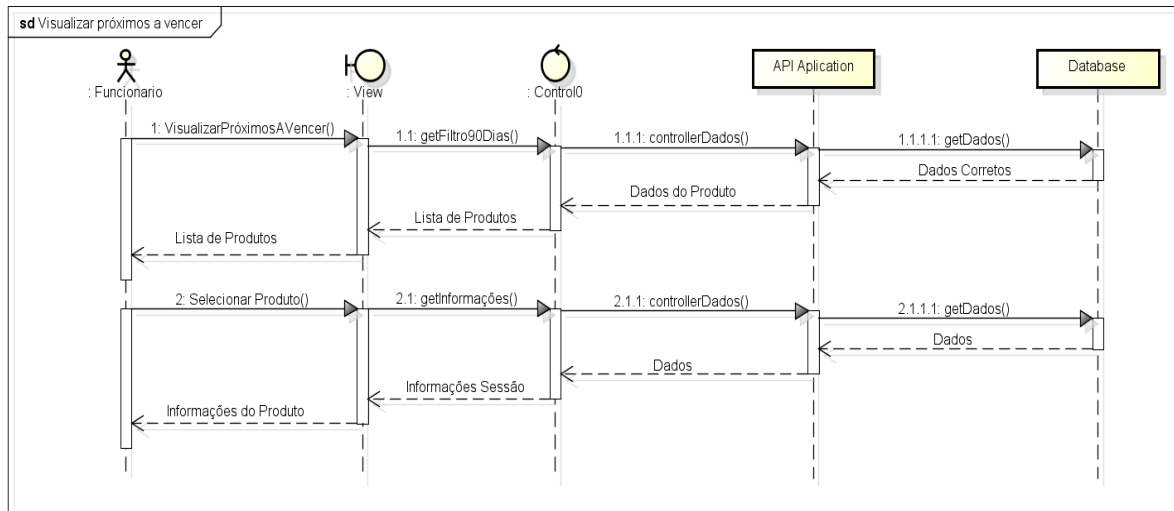 sd Visualizar próximos a vencer
API Aplication
Database
: Funcionario
: View
: Control0
1: VisualizarPróximosAVencer()
1.1: getFiltro90Dias()
1.1.1: controllerDados()
1.1.1.1: getDados()
Dados Corretos
Dados do Produto
Lista de Produtos
Lista de Produtos
2: Selecionar Produto()
2.1: getInformações()
2.1.1: controllerDados()
2.1.1.1: getDados()
Dados
Dados
Informações Sessão
Informações do Produto